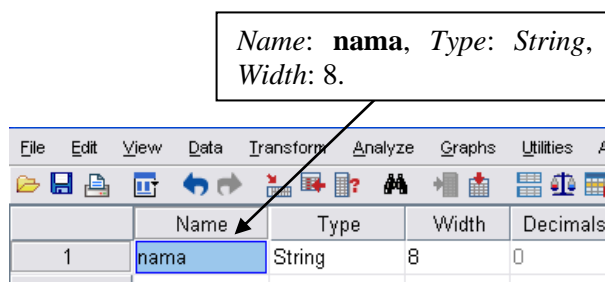 Name: nama, Type: String,
Width: 8.
File Edit View Data Transform Analyze Graphs Utilities
Name Type Width Decimals
1 nama String 8 0